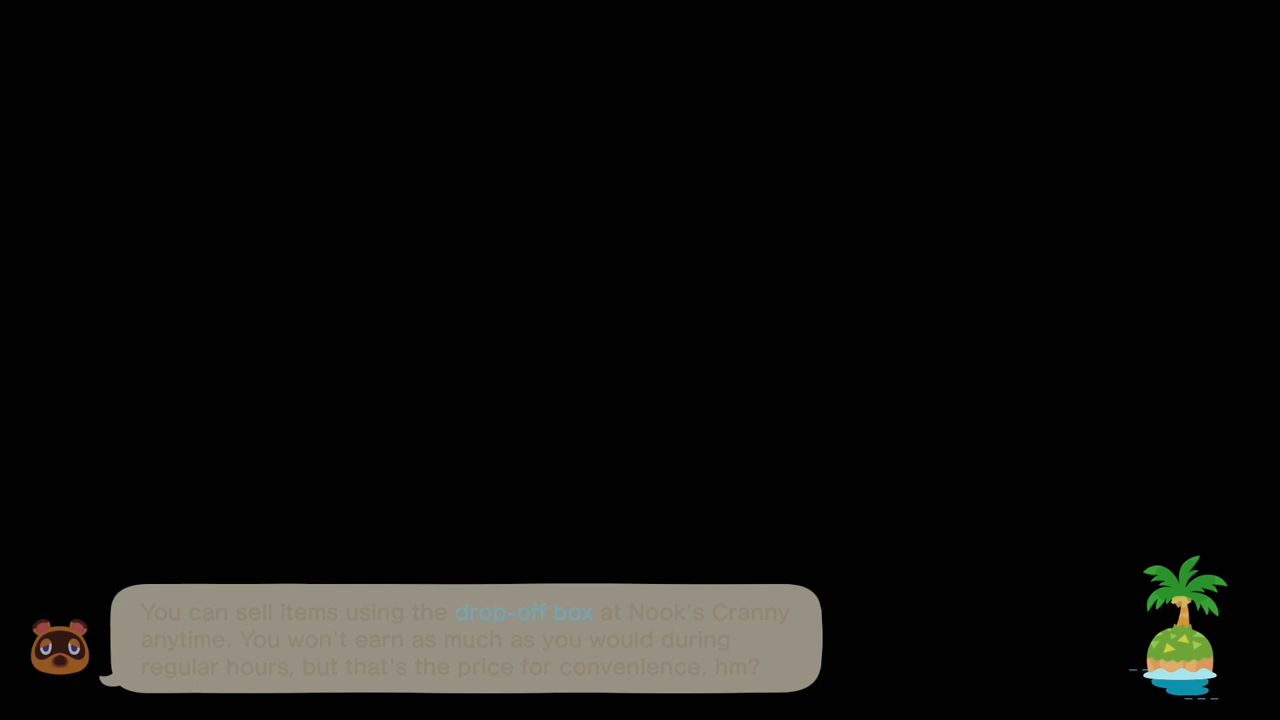 You can sell items using the drop-off box at Nook's Cranny
anytime. You won't earn as much as you would during
regular hours, but that's the price for convenience, hm?